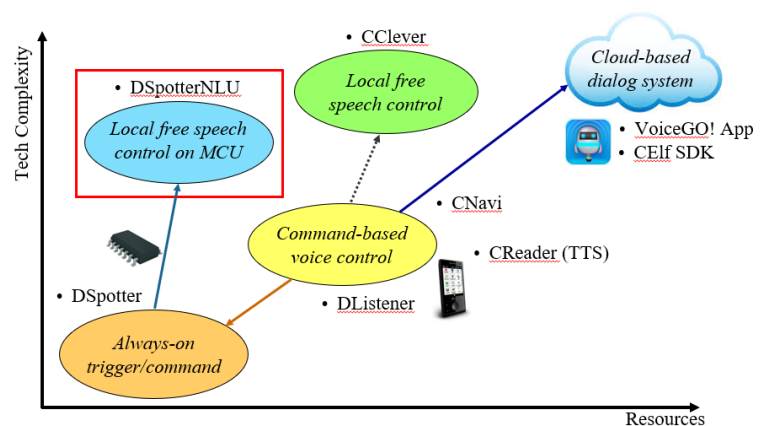 Tech Complexity
• CClever
Local free
speech control
Cloud-based
dialog system
• DSpotterNLU
Local free speech
control on MCU
• VoiceGO! App
• CElf SDK
• CNavi
Command-based
voice control
• CReader (TTS)
• DSpotter
• DListener
Always-on
trigger/command
Resources